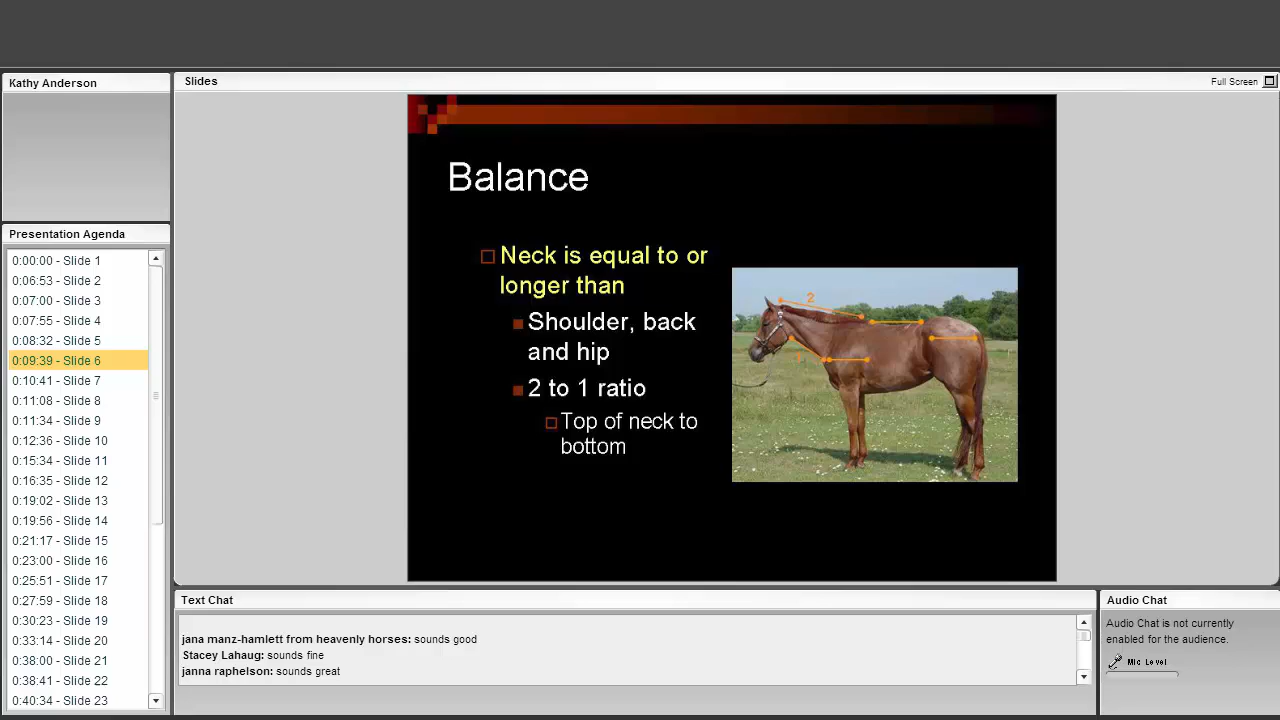 Kathy Anderson
Slides
Full Screen
Balance
Neck is equal to or
longer than
Shoulder, back
and hip
2 to 1 ratio
Top of neck to
bottom
2
1
Presentation Agenda
0:00:00 - Slide 1
0:06:53 - Slide 2
0:07:00 - Slide 3
0:07:55 - Slide 4
0:08:32 - Slide 5
0:09:39 - Slide 6
0:10:41 - Slide 7
0:11:08 - Slide 8
0:11:34 - Slide 9
0:12:36 - Slide 10
0:15:34 - Slide 11
0:16:35 - Slide 12
0:19:02 - Slide 13
0:19:56 - Slide 14
0:21:17 - Slide 15
0:23:00 - Slide 16
0:25:51 - Slide 17
0:27:59 - Slide 18
0:30:23 - Slide 19
0:33:14 - Slide 20
0:38:00 - Slide 21
0:38:41 - Slide 22
0:40:34 - Slide 23
Text Chat
jana manz-hamlett from heavenly horses: sounds good
Stacey Lahaug: sounds fine
janna raphelson: sounds great
Audio Chat
Audio Chat is not currently
enabled for the audience.
Mic Level